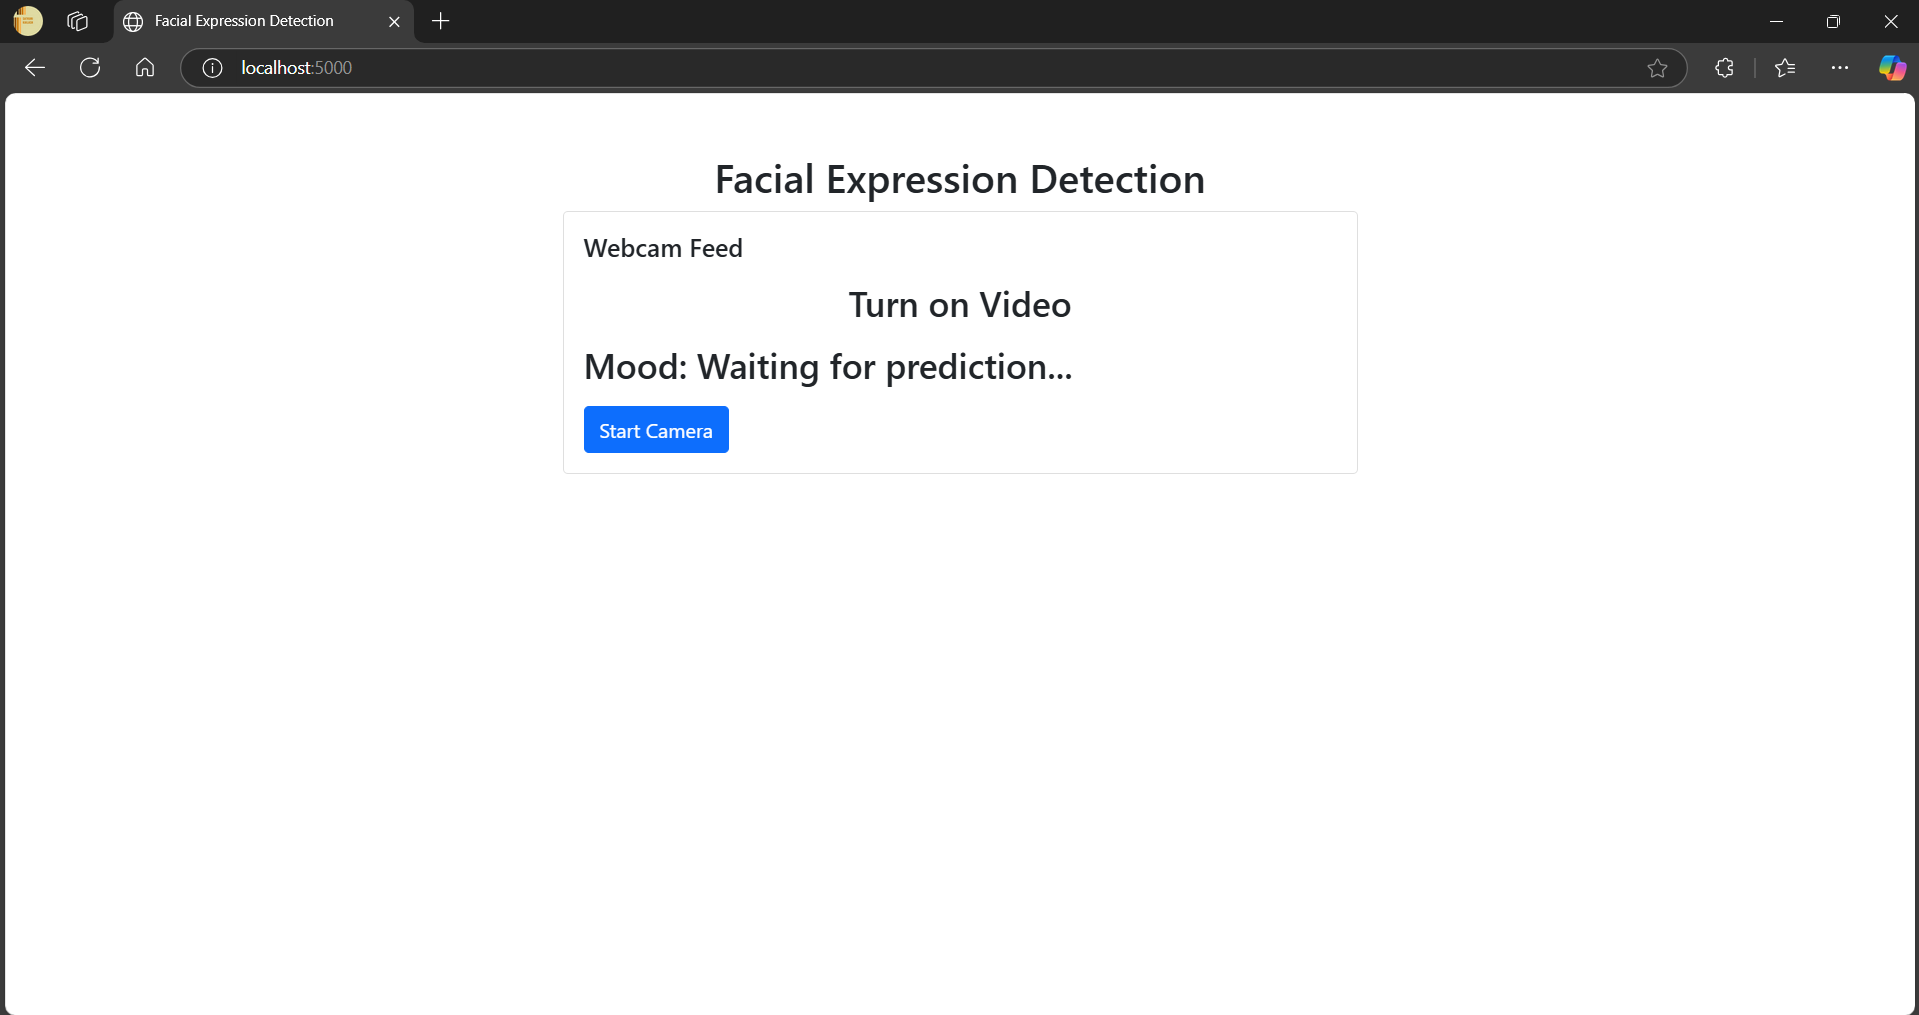 Facial Expression Detection
localhost:5000
Facial Expression Detection
Webcam Feed
Turn on Video
Mood: Waiting for prediction...
Start Camera